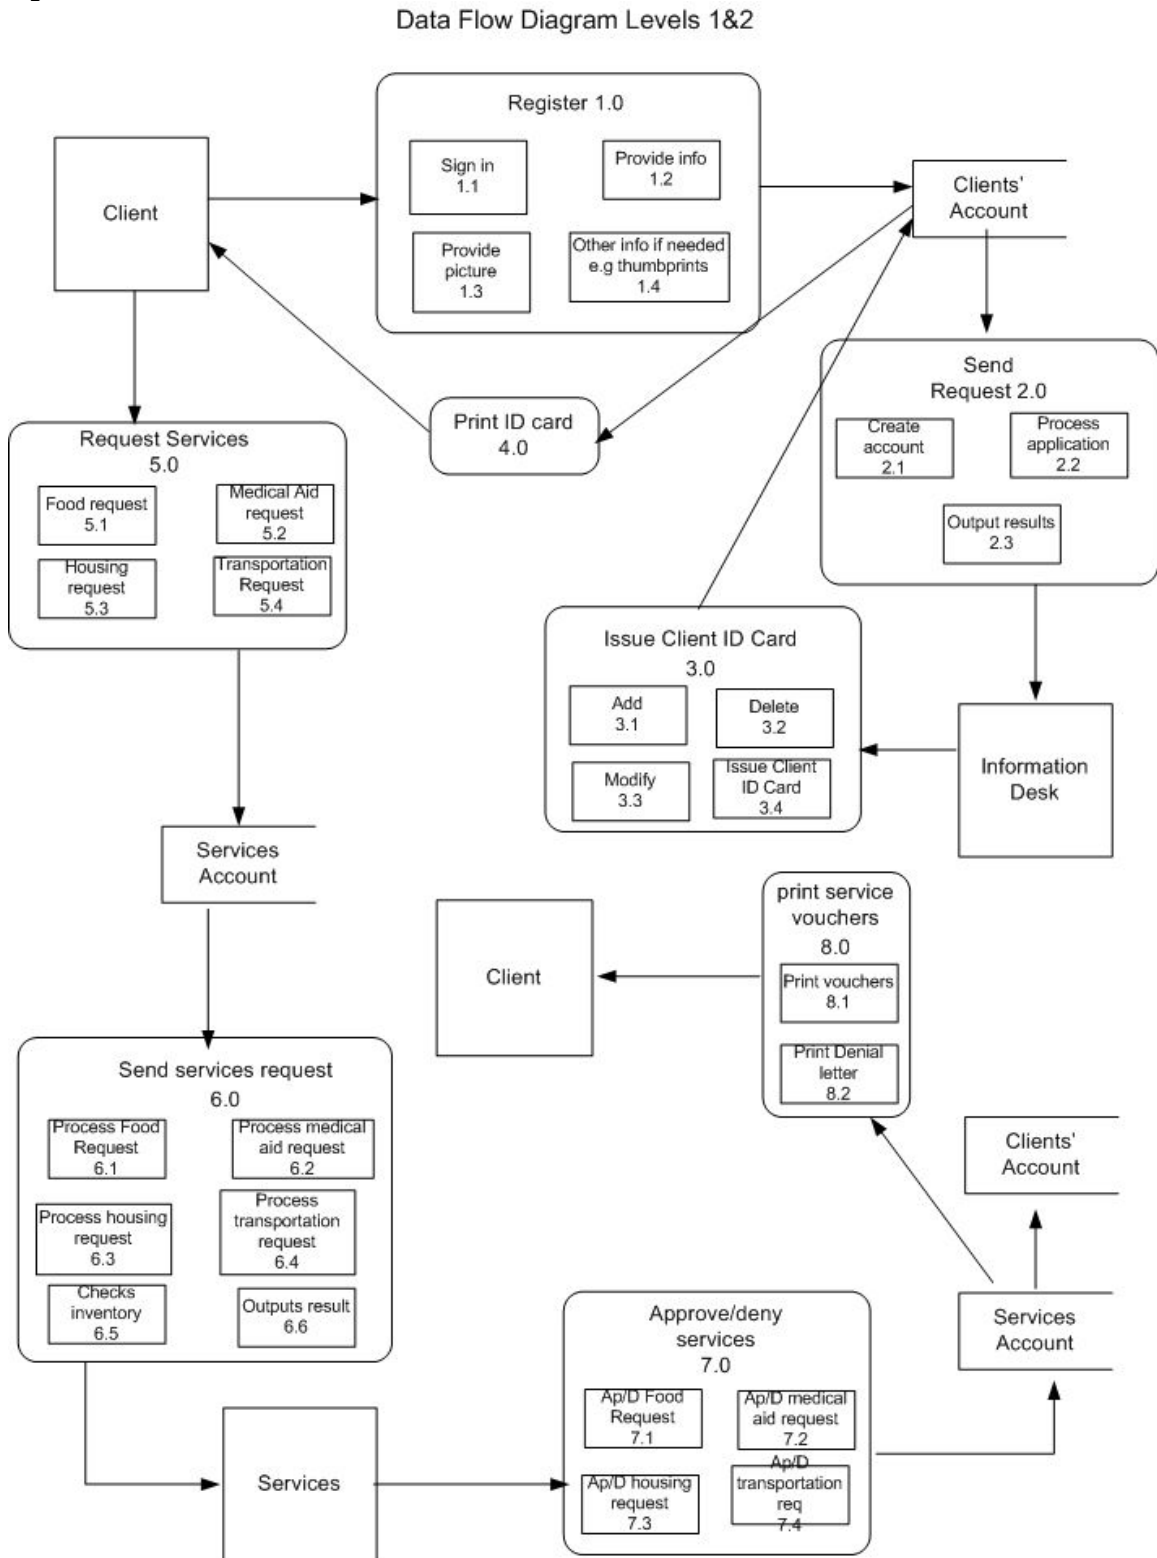 Data Flow Diagram Levels 1&2
Register 1.0
Sign in
1.1
Provide info
1.2
Provide
picture
1.3
Other info if needed
e.g thumbprints
1.4
Client
Clients'
Account
Print ID card
4.0
Send
Request 2.0
Create
account
2.1
Process
application
2.2
Output results
2.3
Request Services
5.0
Food request
5.1
Medical Aid
request
5.2
Housing
request
5.3
Transportation
Request
5.4
Issue Client ID Card
3.0
Add
3.1
Delete
3.2
Modify
3.3
Issue Client
ID Card
3.4
Information
Desk
Services
Account
Client
print service
vouchers
8.0
Print vouchers
8.1
Print Denial
letter
8.2
Send services request
6.0
Process Food
Request
6.1
Process medical
aid request
6.2
Process housing
request
6.3
Process
transportation
request
6.4
Checks
inventory
6.5
Outputs result
6.6
Clients'
Account
Services
Account
Approve/deny
services
7.0
Ap/D Food
Request
7.1
Ap/D medical
aid request
7.2
Ap/D housing
request
7.3
Ap/D
transportation
req
7.4
Services